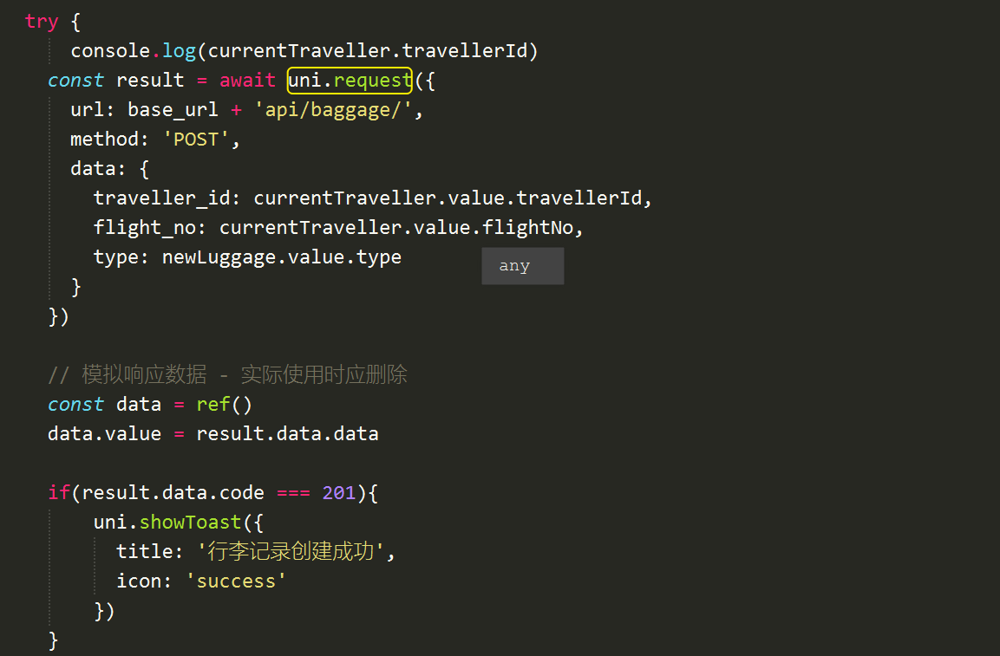 try {
console.log(currentTraveller.travellerId)
const result = await uni.request({
url: base_url + 'api/baggage/',
method: 'POST',
data: {
traveller_id: currentTraveller.value.travellerId,
flight_no: currentTraveller.value.flightNo,
type: newLuggage.value.type
any
}
})
// 模拟响应数据 - 实际使用时应删除
const data = ref()
data.value = result.data.data
if(result.data.code === 201){
uni.showToast({
title: '行李记录创建成功',
icon: 'success'
})
}